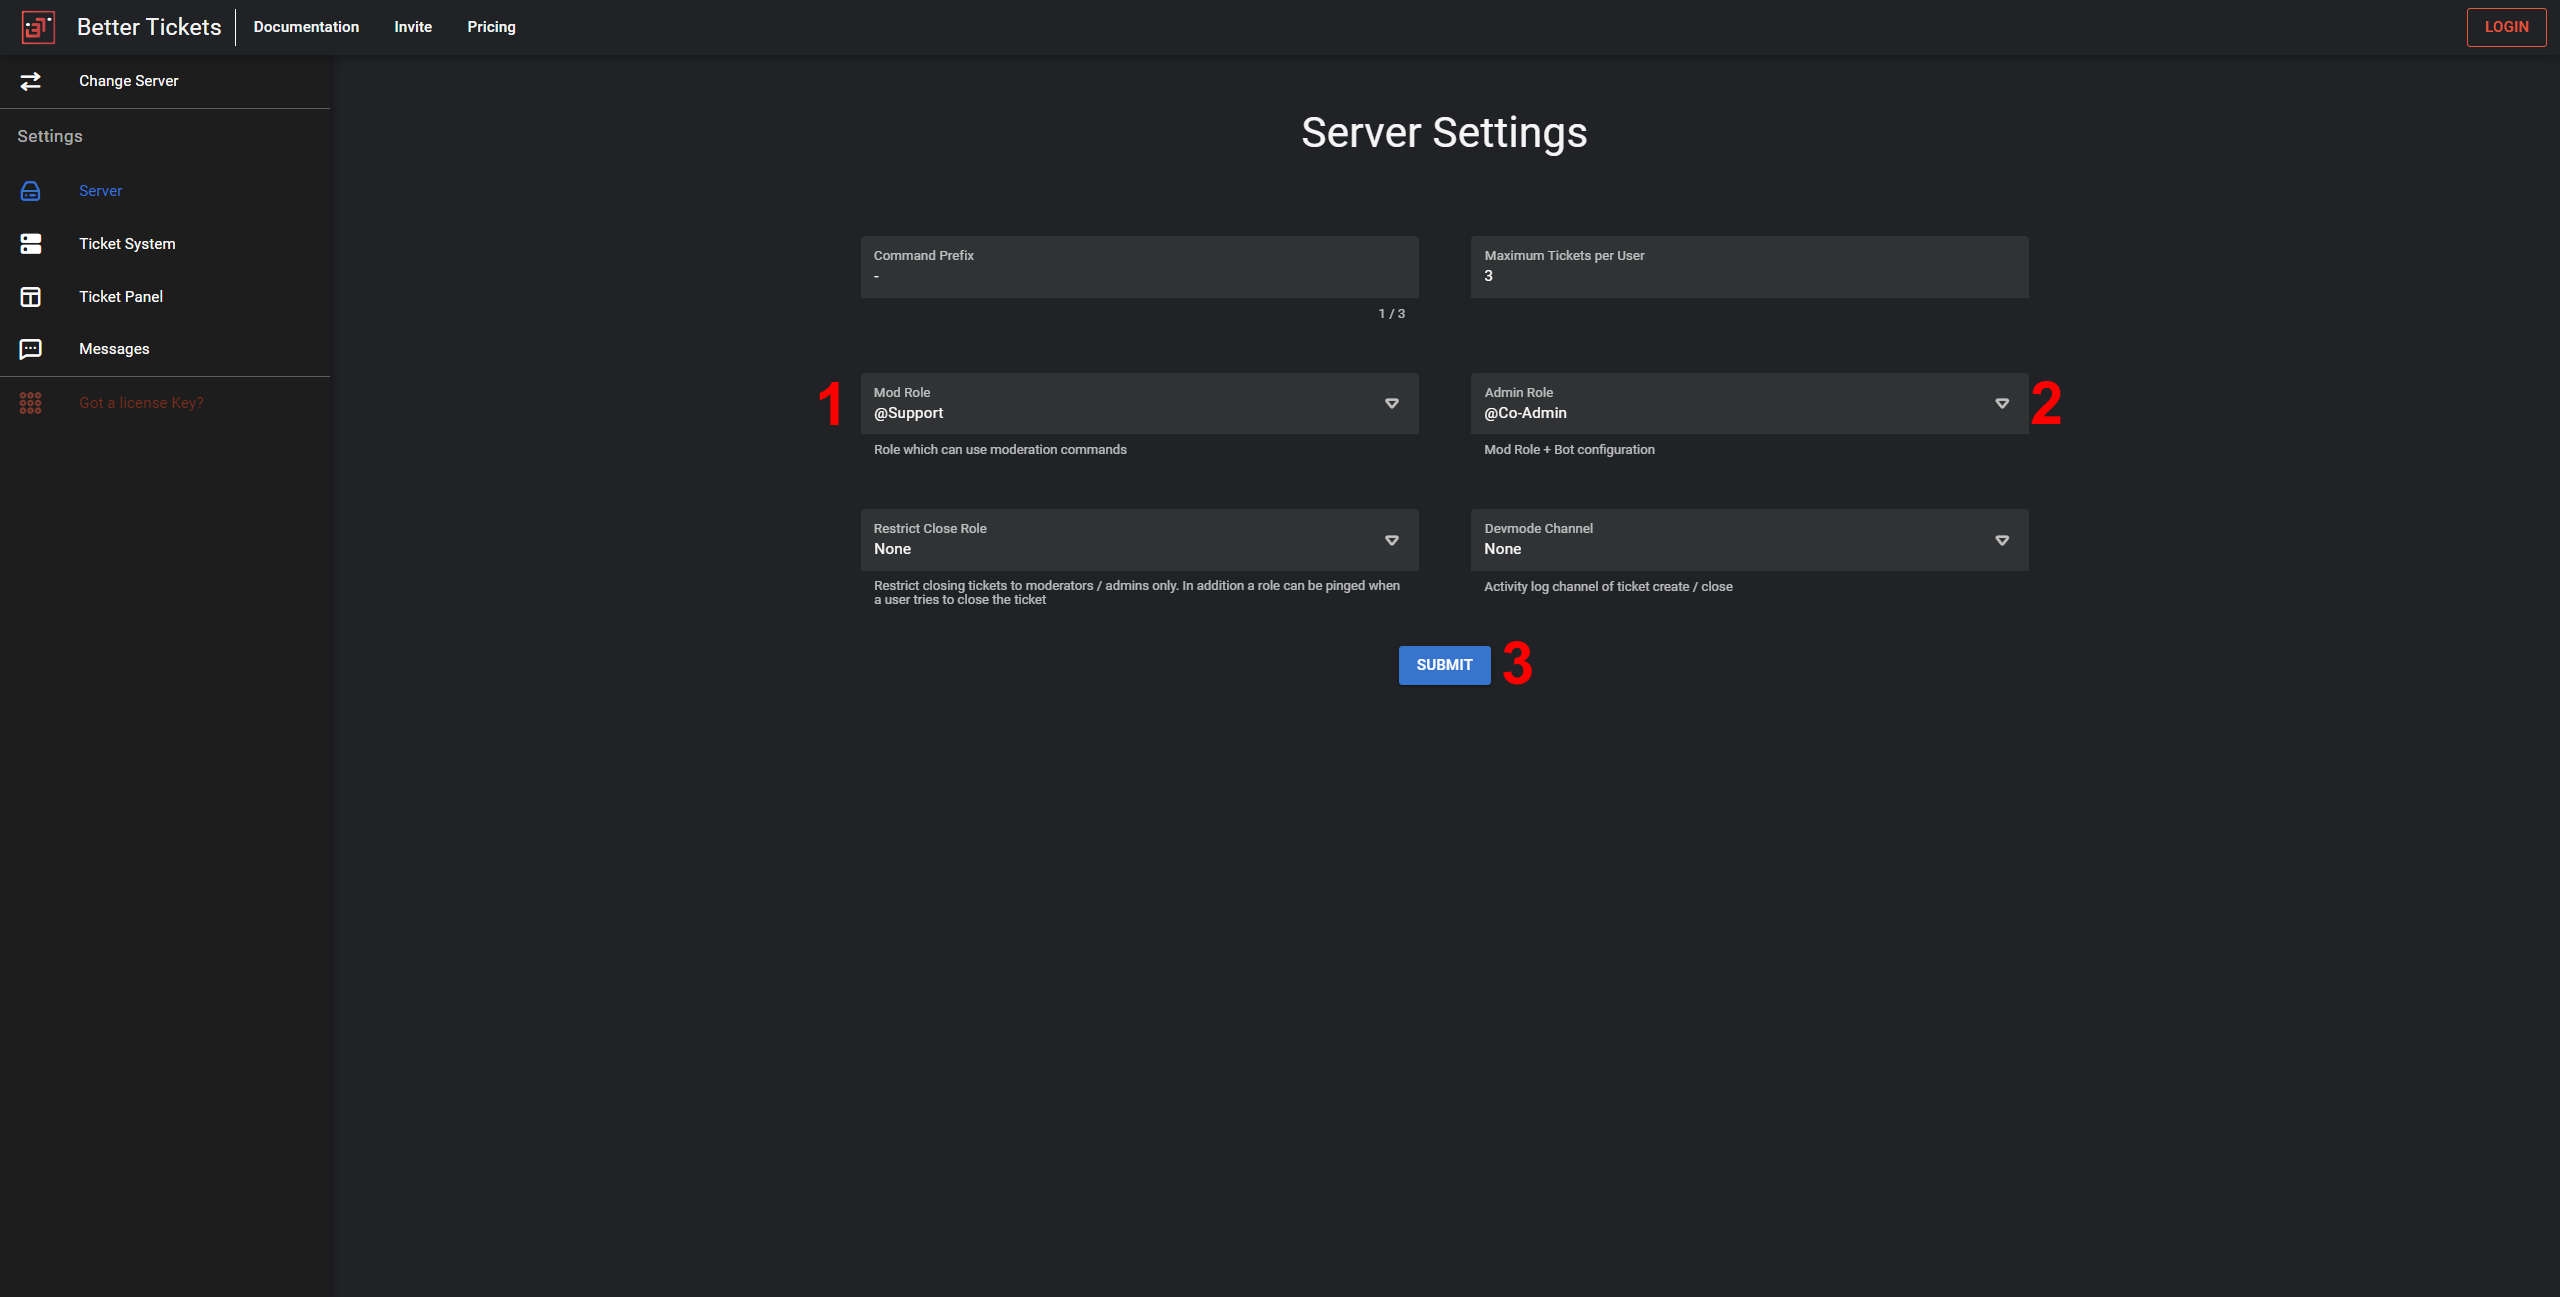 Better Tickets
Documentation
Invite
Pricing
LOGIN
Change Server
Settings
Server
Ticket System
Ticket Panel
Messages
Got a license Key?
Server Settings
Command Prefix
-
1 / 3
Maximum Tickets per User
3
1
Mod Role
@Support
Role which can use moderation commands
Admin Role
@Co-Admin
Mod Role + Bot configuration
2
Restrict Close Role
None
Restrict closing tickets to moderators / admins only. In addition a role can be pinged when
a user tries to close the ticket
Devmode Channel
None
Activity log channel of ticket create / close
SUBMIT
3